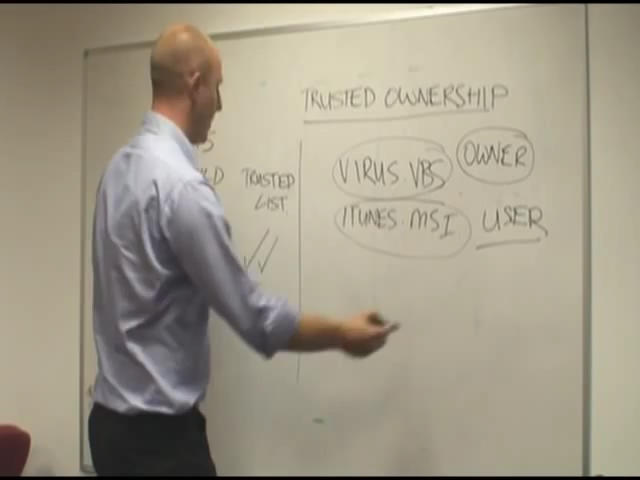 TRUSTED OWNERSHIP
VIRUS VBS OWNER
ITUNES.MSI USER
TRUSTED
LIST